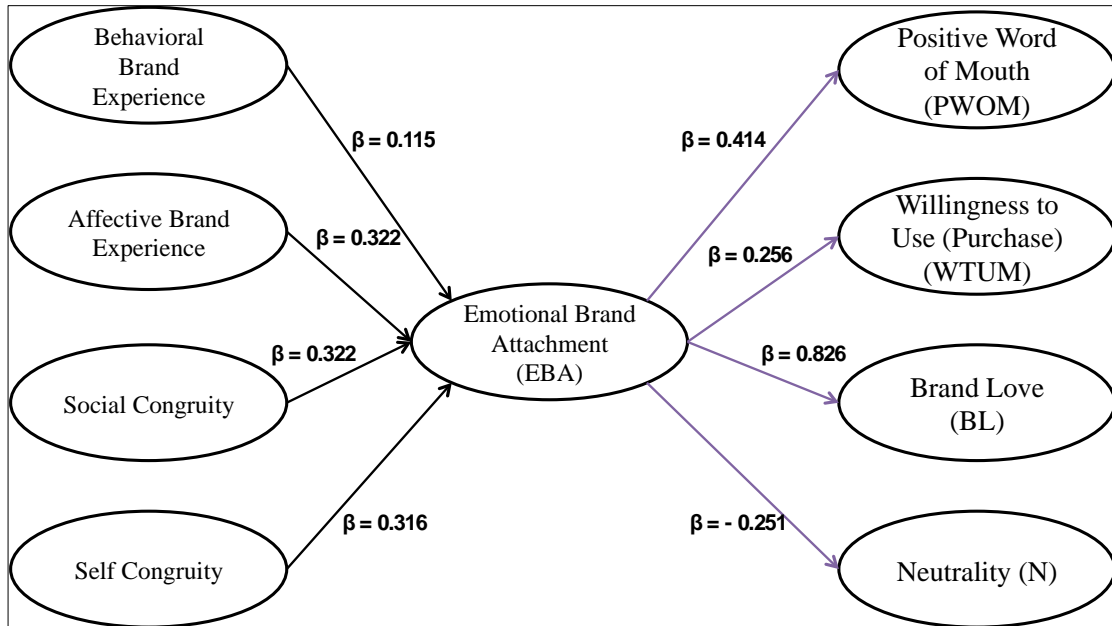 Behavioral
Brand
Experience
β = 0.115
Affective Brand
Experience
β = 0.322
Social Congruity
β = 0.322
Self Congruity
β = 0.316
Emotional Brand
Attachment
(EBA)
Positive Word
of Mouth
(PWOM)
β = 0.414
Willingness to
Use (Purchase)
(WTUM)
β = 0.256
Brand Love
(BL)
β = 0.826
Neutrality (N)
β = - 0.251